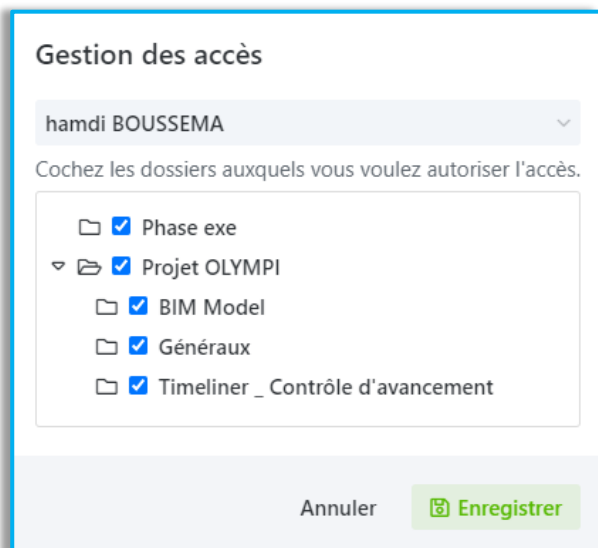 Gestion des accès
hamdi BOUSSEMA
Cochez les dossiers auxquels vous voulez autoriser l'accès.
Phase exe
Projet OLYMPI
BIM Model
Généraux
Timeliner _ Contrôle d'avancement
Annuler Enregistrer